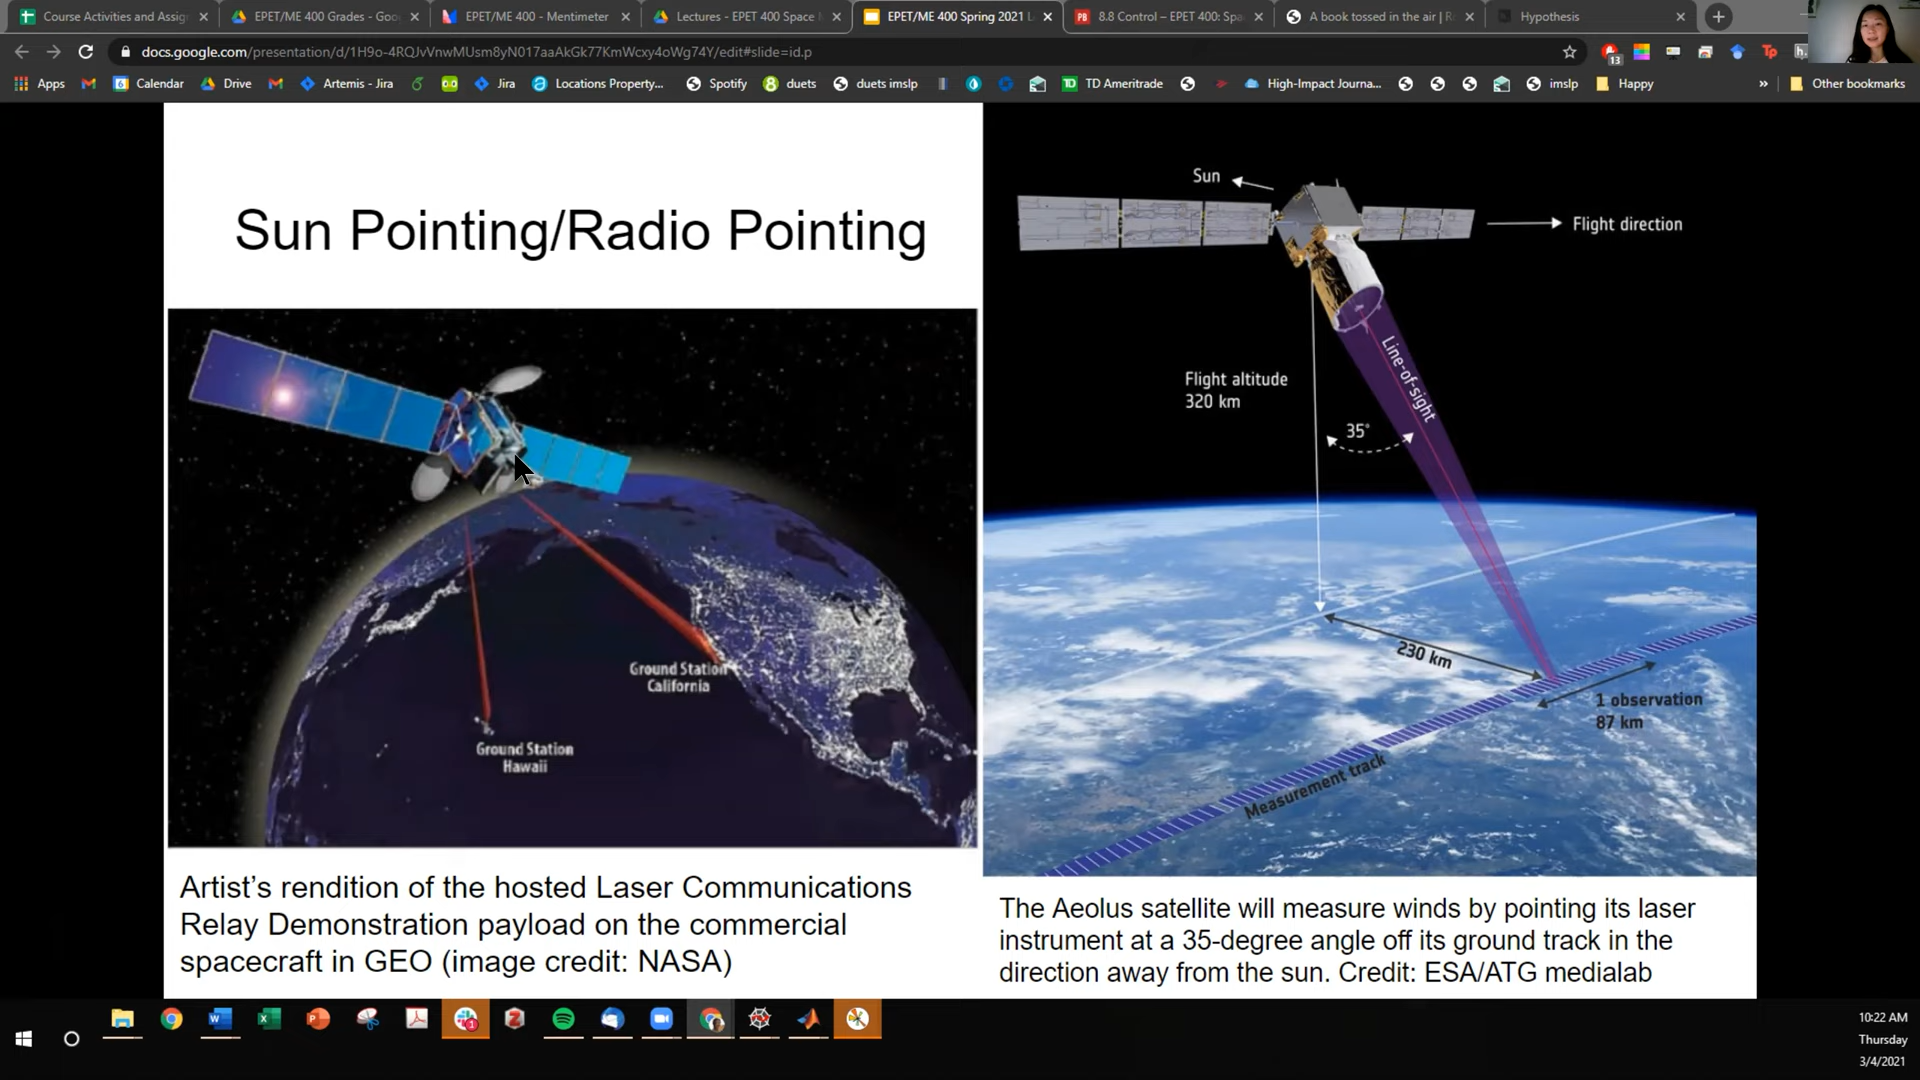 Course Activities and Assig
EPET/ME 400 Grades - Goo
EPET/ME 400 - Mentimeter
Lectures - EPET 400 Space M
EPET/ME 400 Spring 2021 L
8.8 Control – EPET 400: Spa
A book tossed in the air | R
Hypothesis
docs.google.com/presentation/d/1H9o-4RQJvVnwMUsm8yN017aaAkGk77KmWcxy4oWg74Y/edit#slide=id.p
13
Apps
Calendar
Drive
Artemis - Jira
Jira
Locations Property...
Spotify
duets
duets imslp
TD Ameritrade
High-Impact Journa...
imslp
Happy
»
Other bookmarks
Sun Pointing/Radio Pointing
Ground Station
California
Ground Station
Hawaii
Artist’s rendition of the hosted Laser Communications
Relay Demonstration payload on the commercial
spacecraft in GEO (image credit: NASA)
Sun
Flight direction
Flight altitude
320 km
35°
Line-of-sight
230 km
1 observation
87 km
Measurement track
The Aeolus satellite will measure winds by pointing its laser
instrument at a 35-degree angle off its ground track in the
direction away from the sun. Credit: ESA/ATG medialab
10:22 AM
Thursday
3/4/2021